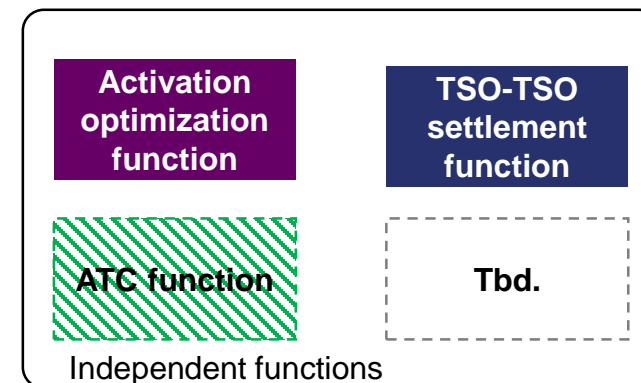 Activation
optimization
function
TSO-TSO
settlement
function
ATC function
Tbd.
Independent functions